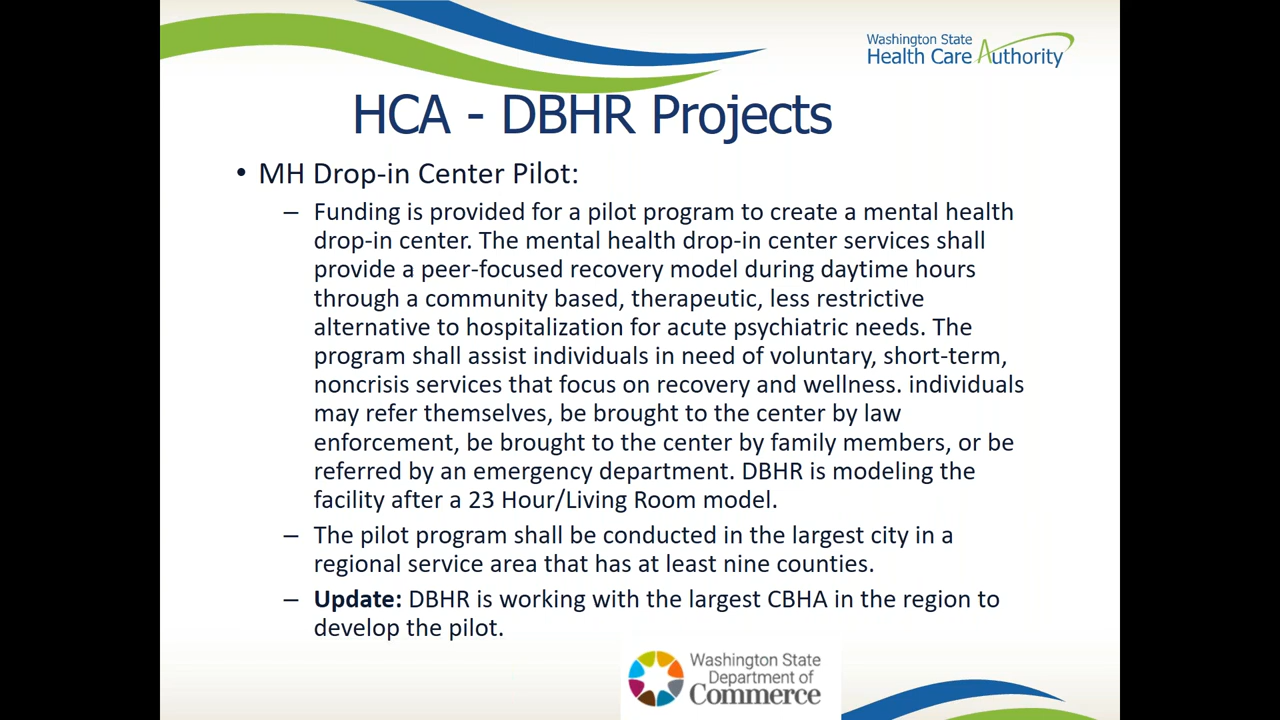 Washington State
Health Care Authority
HCA - DBHR Projects
• MH Drop-in Center Pilot:
– Funding is provided for a pilot program to create a mental health
drop-in center. The mental health drop-in center services shall
provide a peer-focused recovery model during daytime hours
through a community based, therapeutic, less restrictive
alternative to hospitalization for acute psychiatric needs. The
program shall assist individuals in need of voluntary, short-term,
noncrisis services that focus on recovery and wellness. individuals
may refer themselves, be brought to the center by law
enforcement, be brought to the center by family members, or be
referred by an emergency department. DBHR is modeling the
facility after a 23 Hour/Living Room model.
– The pilot program shall be conducted in the largest city in a
regional service area that has at least nine counties.
– Update: DBHR is working with the largest CBHA in the region to
develop the pilot.
Washington State
Department of
Commerce